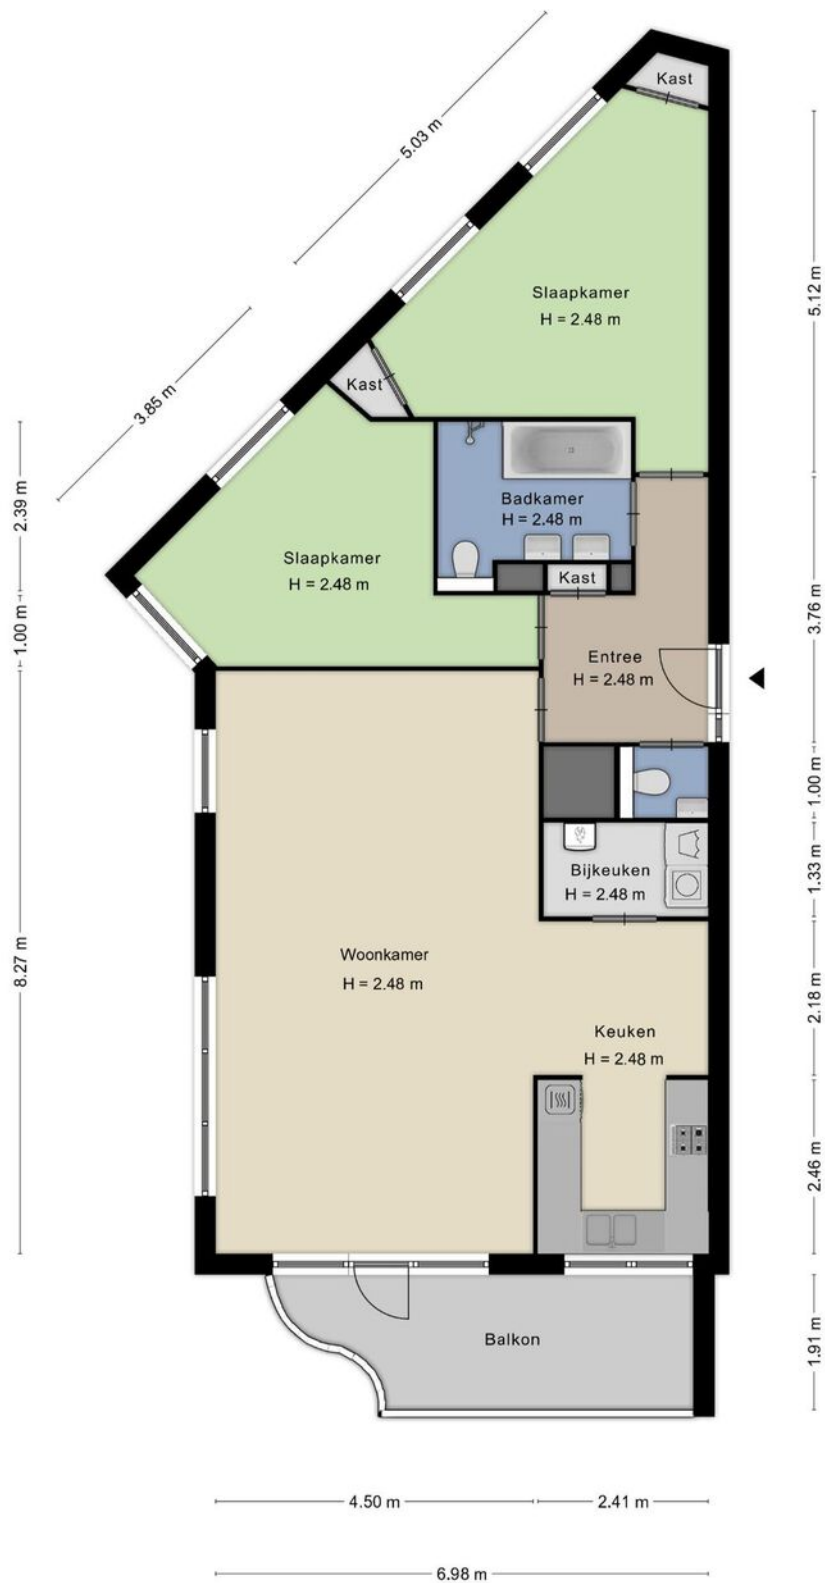 Kast
5.03 m
5.12 m
Slaapkamer
H = 2.48 m
Kast
3.85 m
2.39 m
Badkamer
H = 2.48 m
Slaapkamer
H = 2.48 m
Kast
1.00 m
3.76 m
Entree
H = 2.48 m
1.00 m
1.33 m
Bijkeuken
H = 2.48 m
8.27 m
Woonkamer
H = 2.48 m
2.18 m
Keuken
H = 2.48 m
2.46 m
Balkon
1.91 m
4.50 m
2.41 m
6.98 m